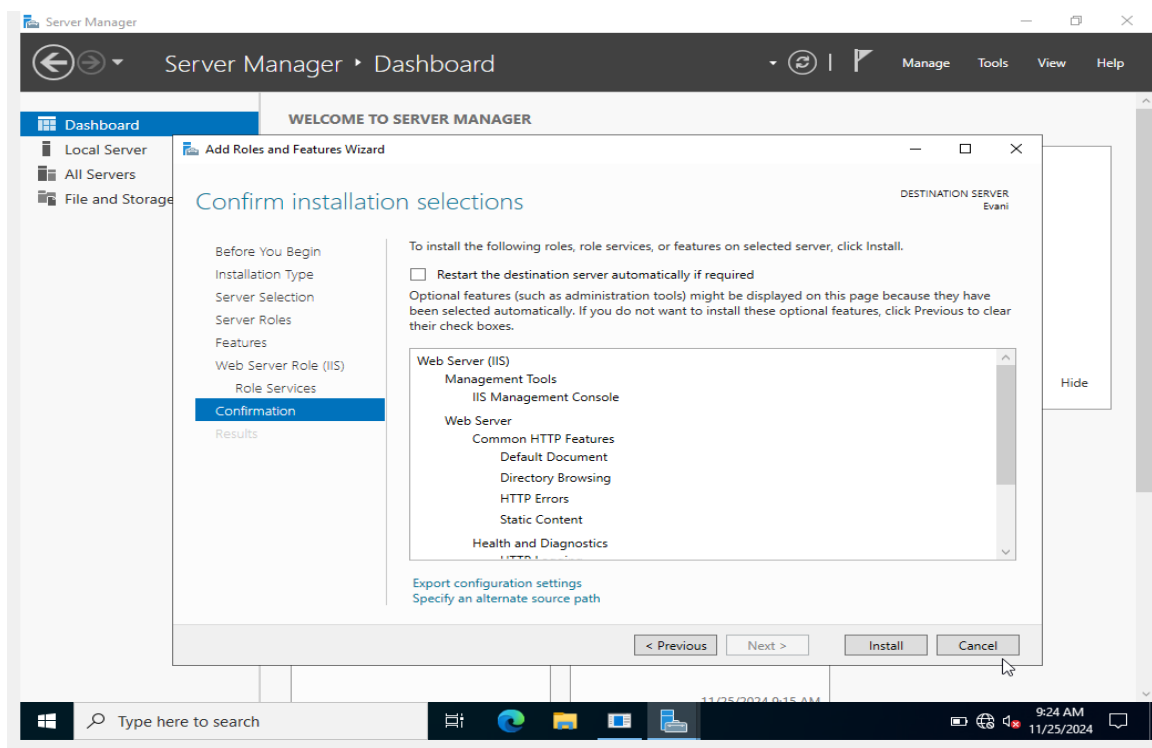 Server Manager
Server Manager • Dashboard
Manage Tools View Help
Dashboard
Local Server
All Servers
File and Storage
WELCOME TO SERVER MANAGER
Add Roles and Features Wizard
Confirm installation selections
DESTINATION SERVER
Evani
Before You Begin
Installation Type
Server Selection
Server Roles
Features
Web Server Role (IIS)
Role Services
Confirmation
Results
To install the following roles, role services, or features on selected server, click Install.
Restart the destination server automatically if required
Optional features (such as administration tools) might be displayed on this page because they have
been selected automatically. If you do not want to install these optional features, click Previous to clear
their check boxes.
Web Server (IIS)
Management Tools
IIS Management Console
Web Server
Common HTTP Features
Default Document
Directory Browsing
HTTP Errors
Static Content
Health and Diagnostics
Export configuration settings
Specify an alternate source path
< Previous Next > Install Cancel
Hide
11/25/2024 9:15 AM
Type here to search
9:24 AM
11/25/2024